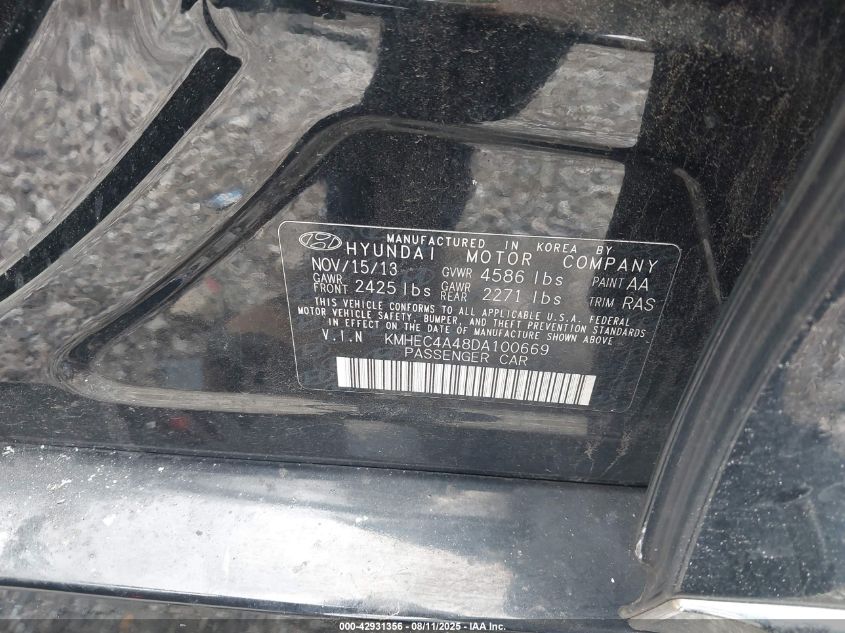 MANUFACTURED IN KOREA BY
HYUNDAI MOTOR COMPANY
NOV/15/13 GVWR 4586 lbs PAINT AA
GAWR FRONT 2425 lbs GAWR REAR 2271 lbs TRIM RAS
THIS VEHICLE CONFORMS TO ALL APPLICABLE U.S.A. FEDERAL
MOTOR VEHICLE SAFETY, BUMPER, AND THEFT PREVENTION STANDARDS
IN EFFECT ON THE DATE OF MANUFACTURE SHOWN ABOVE.
V.I.N KMHEC4A48DA100669
PASSENGER CAR
000-42931356 - 08/11/2025 - IAA Inc.